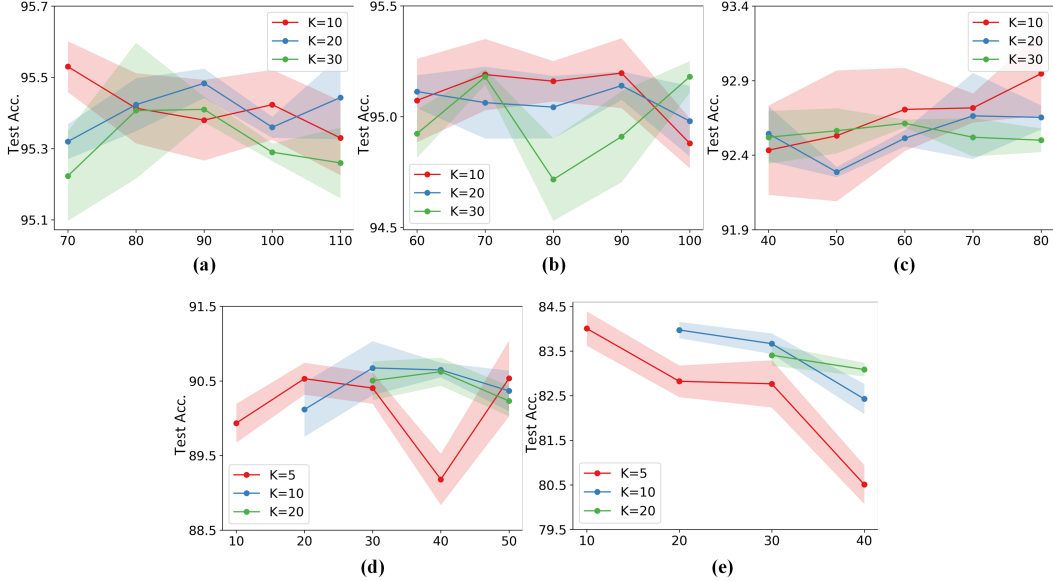 95.7
95.5
95.3
95.1
Test Acc.
K=10
K=20
K=30
70 80 90 100 110
(a)
95.5
95.0
94.5
Test Acc.
K=10
K=20
K=30
60 70 80 90 100
(b)
93.4
92.9
92.4
91.9
Test Acc.
K=10
K=20
K=30
40 50 60 70 80
(c)
91.5
90.5
89.5
88.5
Test Acc.
K=5
K=10
K=20
10 20 30 40 50
(d)
84.5
83.5
82.5
81.5
80.5
79.5
Test Acc.
K=5
K=10
K=20
10 20 30 40
(e)